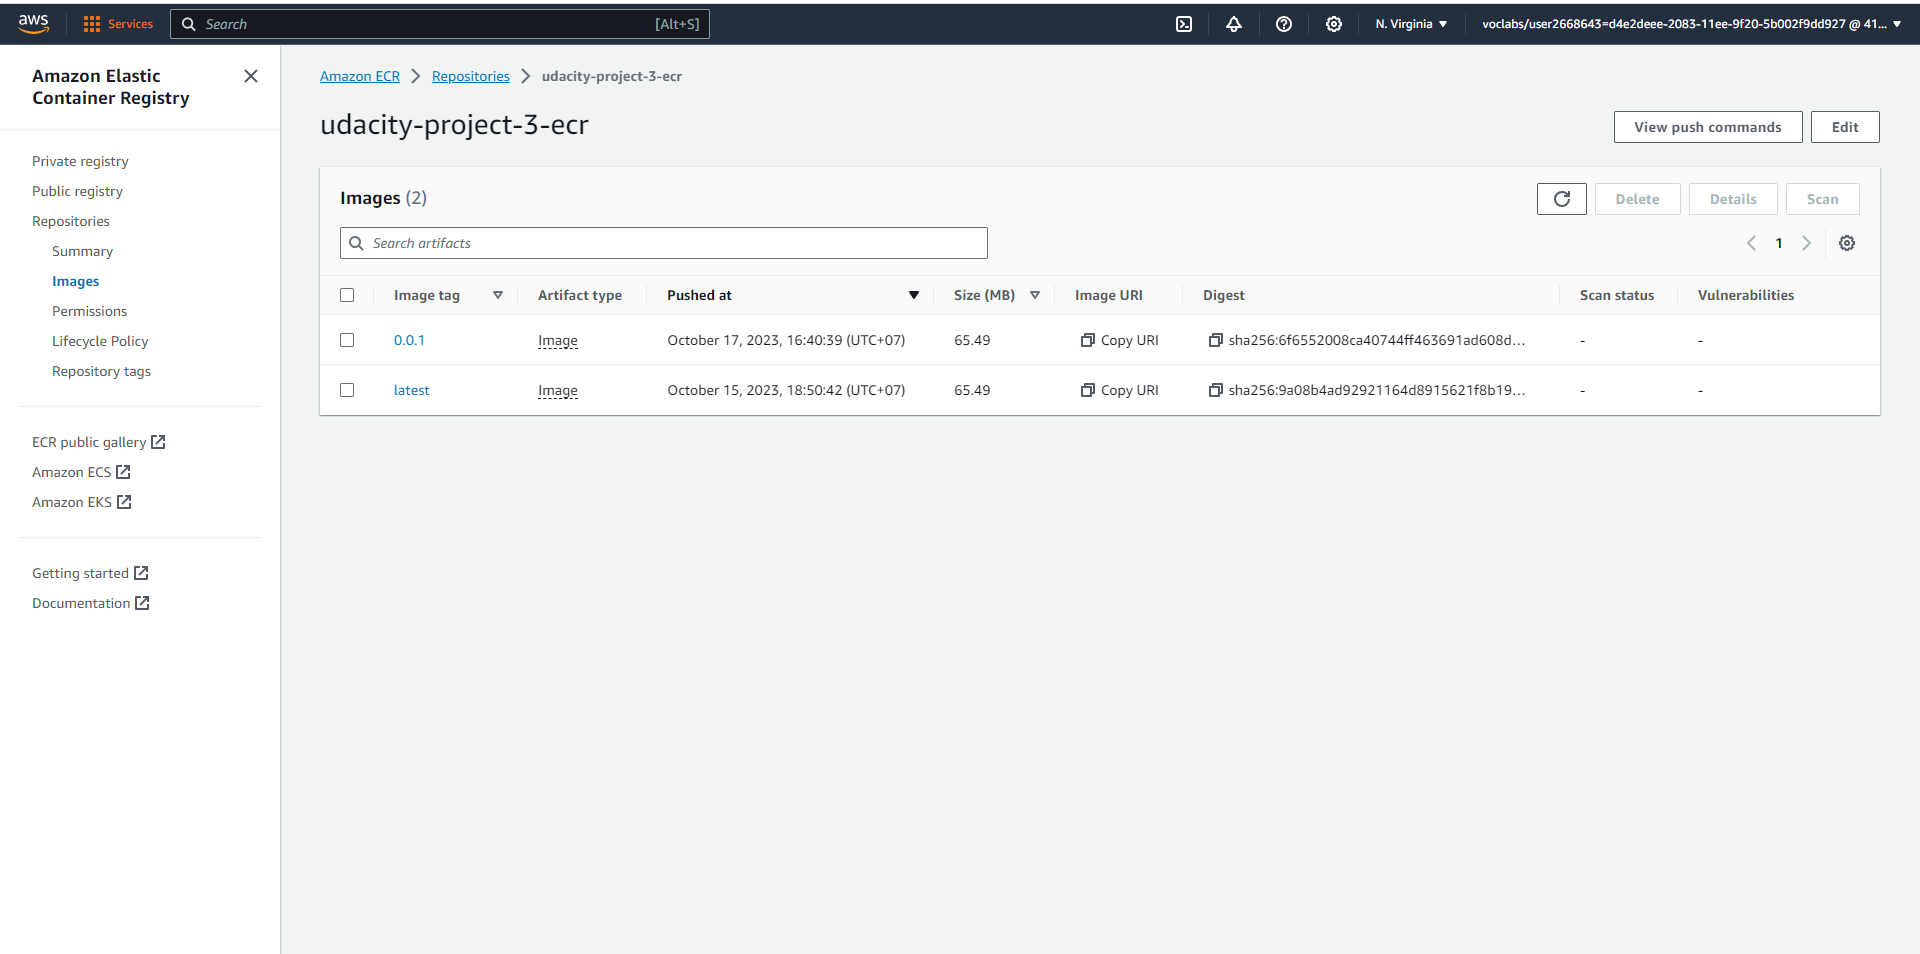 aws Services Search [Alt+S] N. Virginia voclabs/user2668643=d4e2deee-2083-11ee-9f20-5b002f9dd927 @ 41...
Amazon Elastic
Container Registry
Private registry
Public registry
Repositories
Summary
Images
Permissions
Lifecycle Policy
Repository tags
ECR public gallery
Amazon ECS
Amazon EKS
Getting started
Documentation
Amazon ECR Repositories udacity-project-3-ecr
udacity-project-3-ecr
View push commands Edit
Images (2)
Delete Details Scan
Search artifacts
1
Image tag Artifact type Pushed at Size (MB) Image URI Digest Scan status Vulnerabilities
0.0.1 Image October 17, 2023, 16:40:39 (UTC+07) 65.49 Copy URI sha256:6f6552008ca40744ff463691ad608d... - -
latest Image October 15, 2023, 18:50:42 (UTC+07) 65.49 Copy URI sha256:9a08b4ad92921164d8915621f8b19... - -